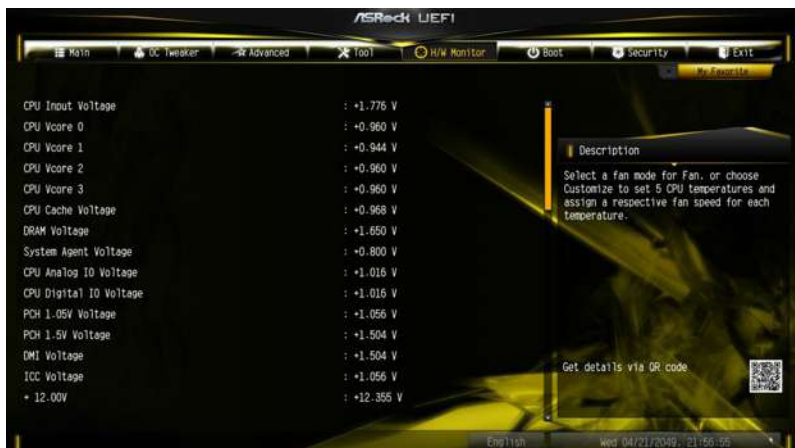 ASRock UEFI
Main OC Tweaker Advanced Tool H/W Monitor Boot Security Exit
My Favorite
CPU Input Voltage : +1.776 V
CPU Vcore 0 : +0.960 V
CPU Vcore 1 : +0.944 V
CPU Vcore 2 : +0.960 V
CPU Vcore 3 : +0.960 V
CPU Cache Voltage : +0.968 V
DRAM Voltage : +1.650 V
System Agent Voltage : +0.800 V
CPU Analog IO Voltage : +1.016 V
CPU Digital IO Voltage : +1.016 V
PCH 1.05V Voltage : +1.056 V
PCH 1.5V Voltage : +1.504 V
DMI Voltage : +1.504 V
ICC Voltage : +1.056 V
+ 12.00V : +12.355 V
Description
Select a fan mode for Fan. or choose
Customize to set 5 CPU temperatures and
assign a respective fan speed for each
temperature.
Get details via QR code
English Wed 04/21/2049. 21:56:55